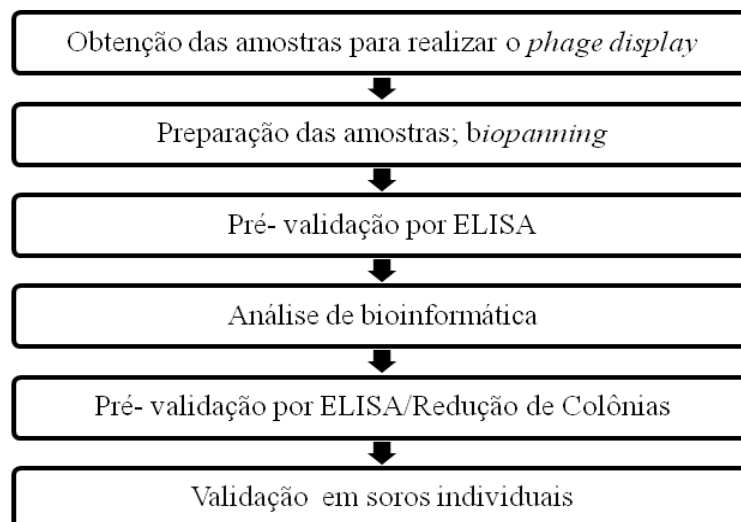 Obtenção das amostras para realizar o phage display
Preparação das amostras; biopanning
Pré- validação por ELISA
Análise de bioinformática
Pré- validação por ELISA/Redução de Colônias
Validação em soros individuais